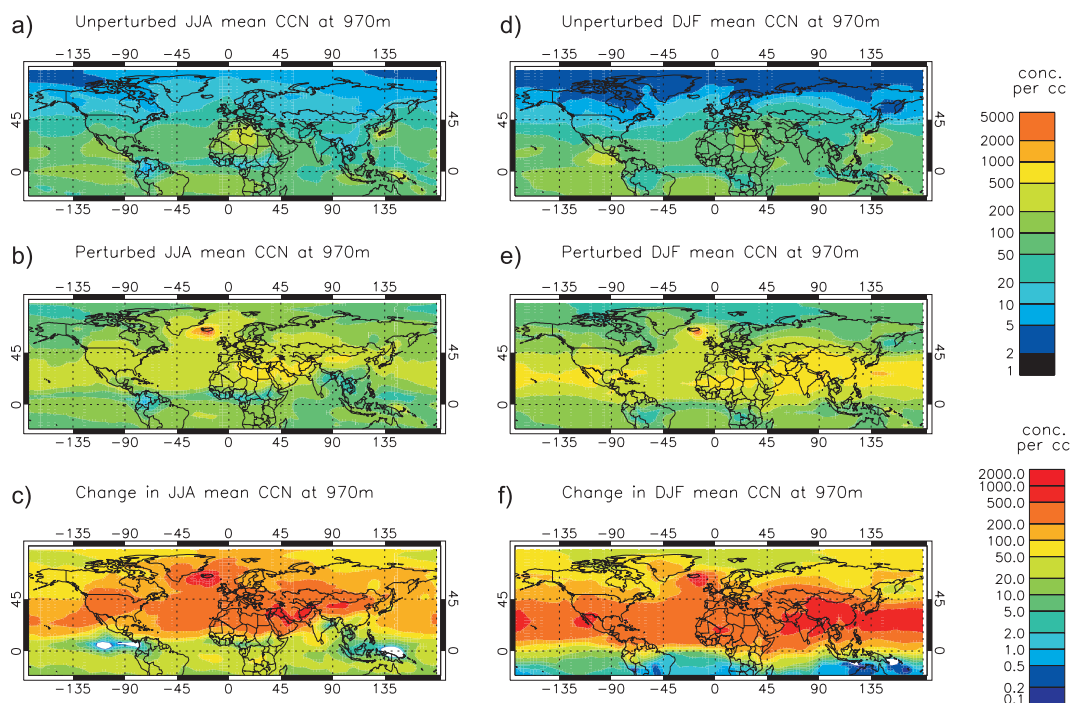 a)
Unperturbed JJA mean CCN at 970m
−135 −90 −45 0 45 90 135
45
0
45
0
−135 −90 −45 0 45 90 135
b)
Perturbed JJA mean CCN at 970m
−135 −90 −45 0 45 90 135
45
0
45
0
−135 −90 −45 0 45 90 135
c)
Change in JJA mean CCN at 970m
−135 −90 −45 0 45 90 135
45
0
45
0
−135 −90 −45 0 45 90 135
d)
Unperturbed DJF mean CCN at 970m
−135 −90 −45 0 45 90 135
45
0
45
0
−135 −90 −45 0 45 90 135
e)
Perturbed DJF mean CCN at 970m
−135 −90 −45 0 45 90 135
45
0
45
0
−135 −90 −45 0 45 90 135
f)
Change in DJF mean CCN at 970m
−135 −90 −45 0 45 90 135
45
0
45
0
−135 −90 −45 0 45 90 135
conc.
per cc
5000
2000
1000
500
200
100
50
20
10
5
2
1
conc.
per cc
2000.0
1000.0
500.0
200.0
100.0
50.0
20.0
10.0
5.0
2.0
1.0
0.5
0.2
0.1